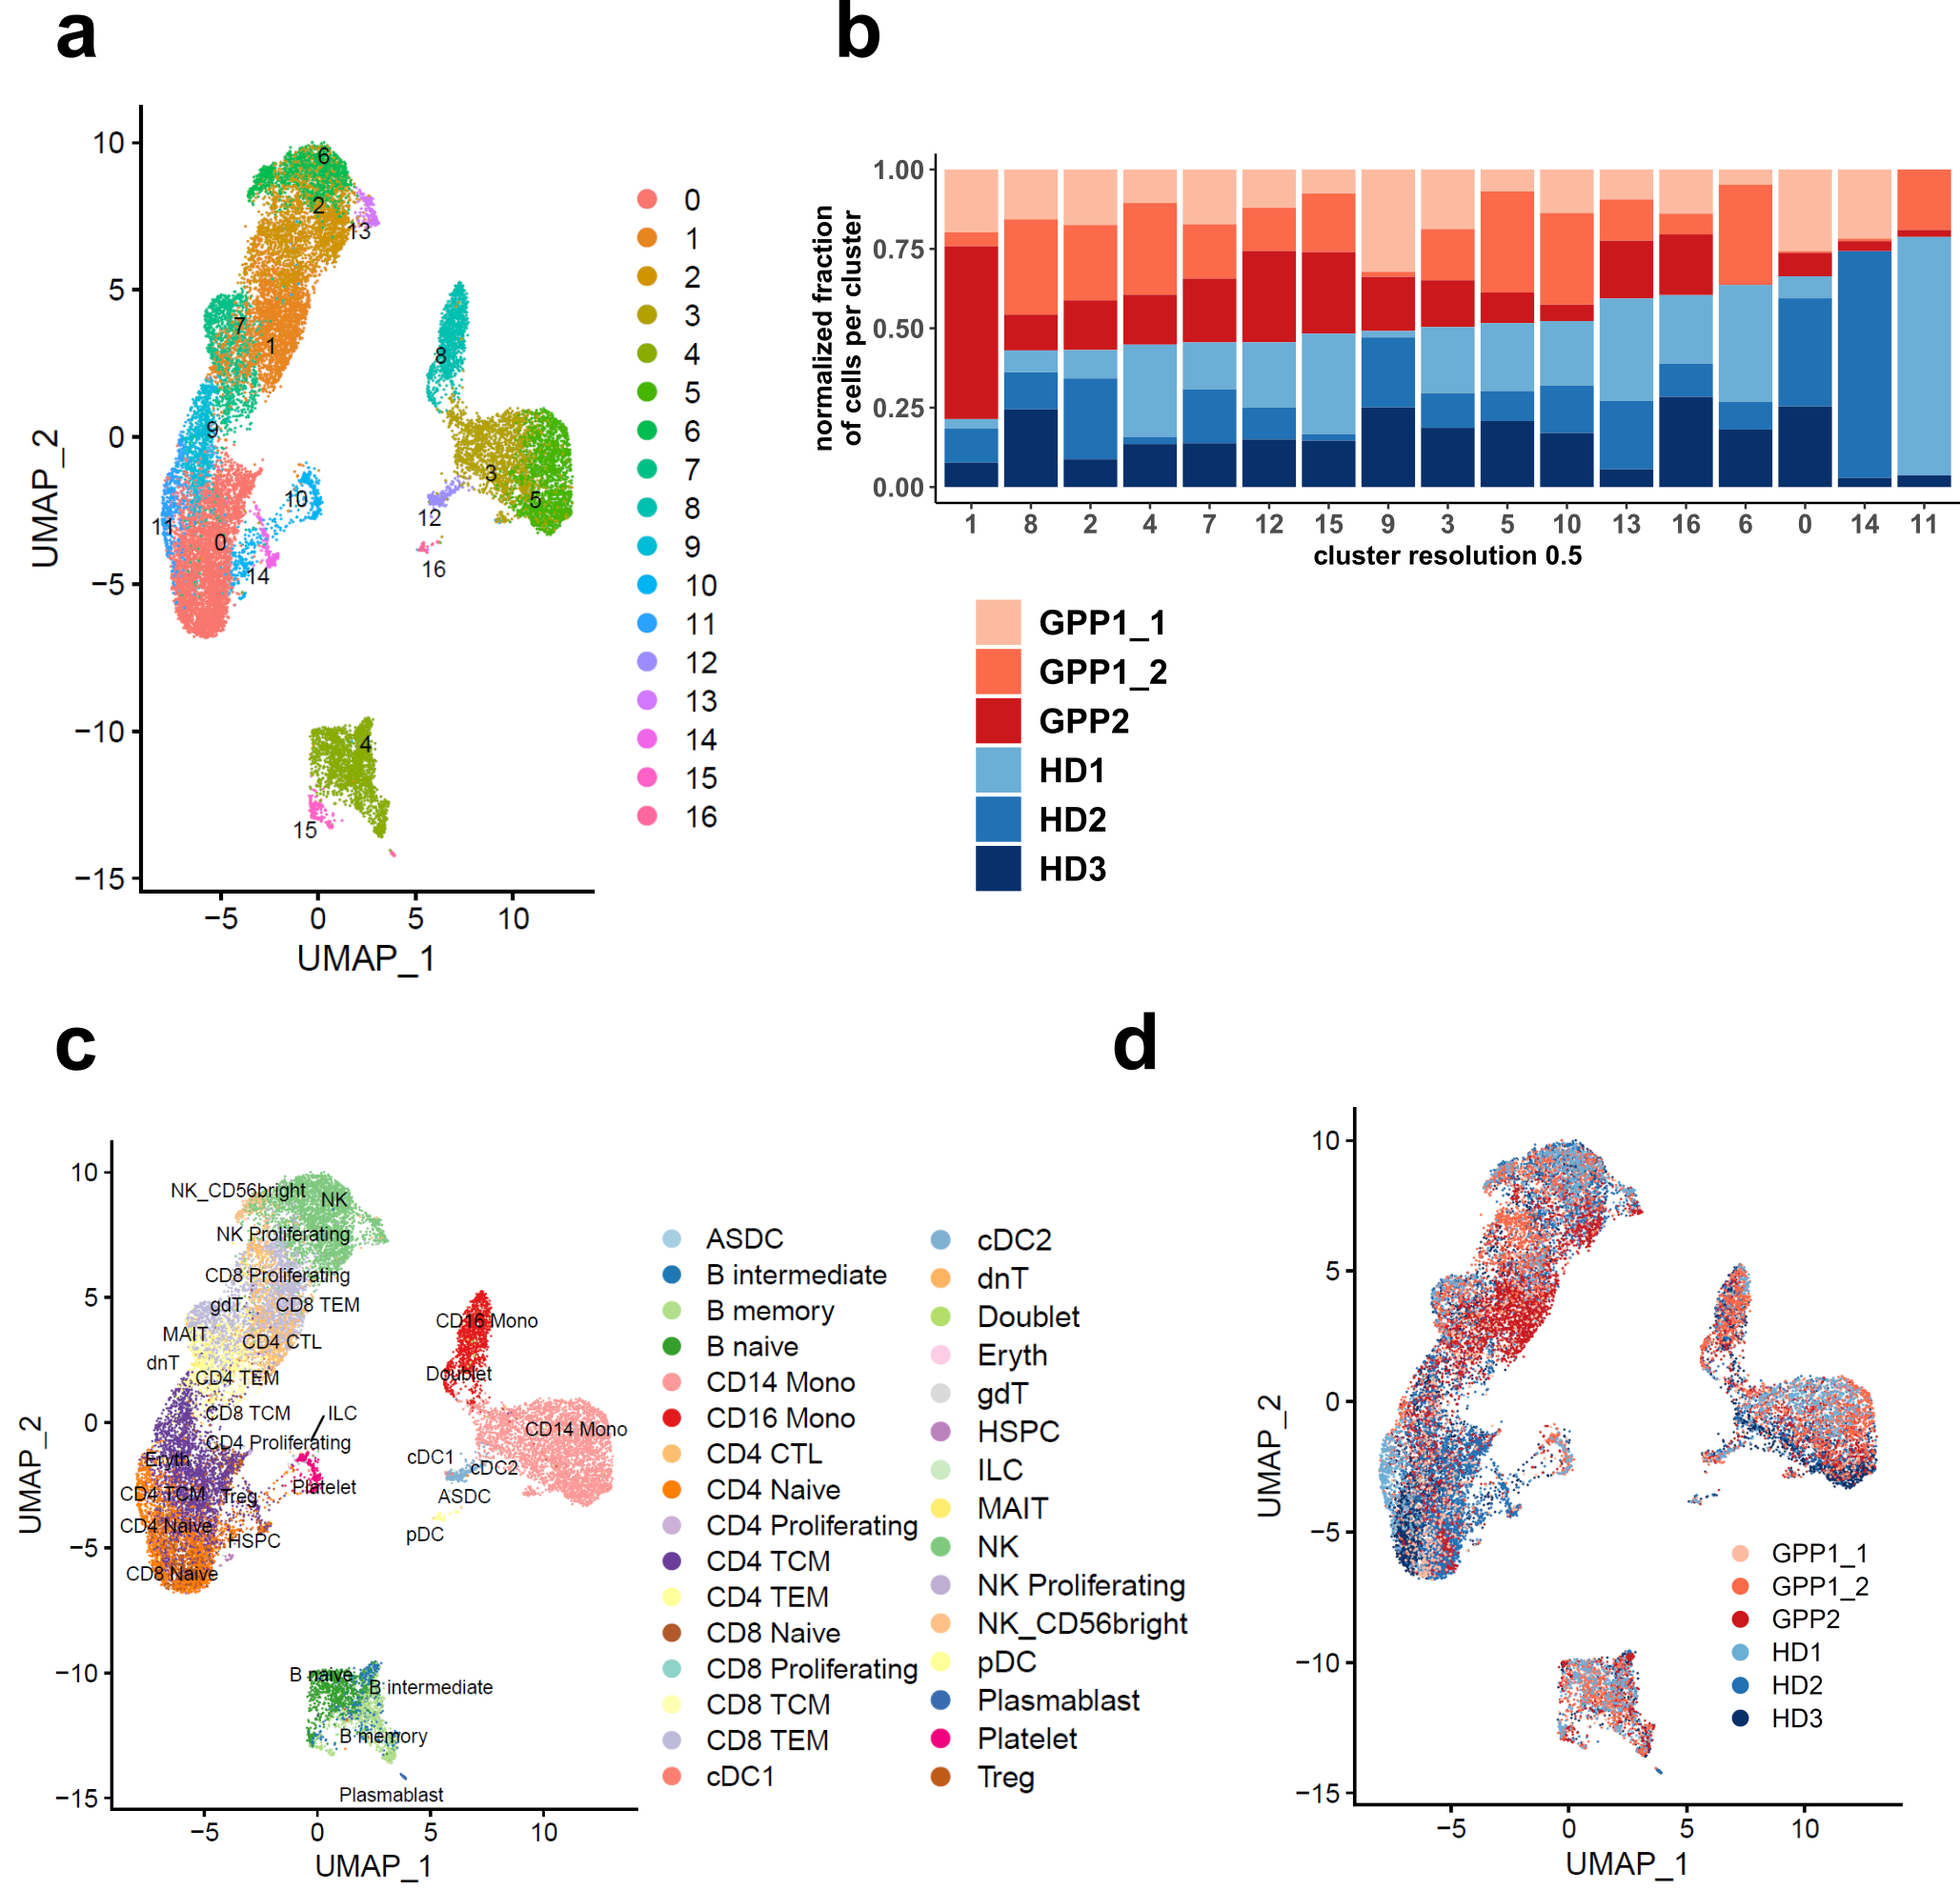 a
10
5
0
−5
−10
−15
UMAP_2
−5 0 5 10
UMAP_1
6
2
13
7
1
9
11
0
10
14
8
3
5
12
16
4
15
0
1
2
3
4
5
6
7
8
9
10
11
12
13
14
15
16
b
normalized fraction
of cells per cluster
1.00
0.75
0.50
0.25
0.00
1 8 2 4 7 12 15 9 3 5 10 13 16 6 0 14 11
cluster resolution 0.5
GPP1_1
GPP1_2
GPP2
HD1
HD2
HD3
c
10
5
0
−5
−10
−15
UMAP_2
−5 0 5 10
UMAP_1
NK_CD56bright
NK
NK Proliferating
CD8 Proliferating
gdT
CD8 TEM
MAIT
CD4 CTL
dnT
CD4 TEM
CD8 TCM
ILC
CD4 Proliferating
Eryth
CD4 TCM
Treg
Platelet
CD4 Naive
HSPC
CD8 Naive
CD16 Mono
Doublet
CD14 Mono
cDC1
cDC2
ASDC
pDC
B naive
B intermediate
B memory
Plasmablast
ASDC
B intermediate
B memory
B naive
CD14 Mono
CD16 Mono
CD4 CTL
CD4 Naive
CD4 Proliferating
CD4 TCM
CD4 TEM
CD8 Naive
CD8 Proliferating
CD8 TCM
CD8 TEM
cDC1
cDC2
dnT
Doublet
Eryth
gdT
HSPC
ILC
MAIT
NK
NK Proliferating
NK_CD56bright
pDC
Plasmablast
Platelet
Treg
d
10
5
0
−5
−10
−15
UMAP_2
−5 0 5 10
UMAP_1
GPP1_1
GPP1_2
GPP2
HD1
HD2
HD3